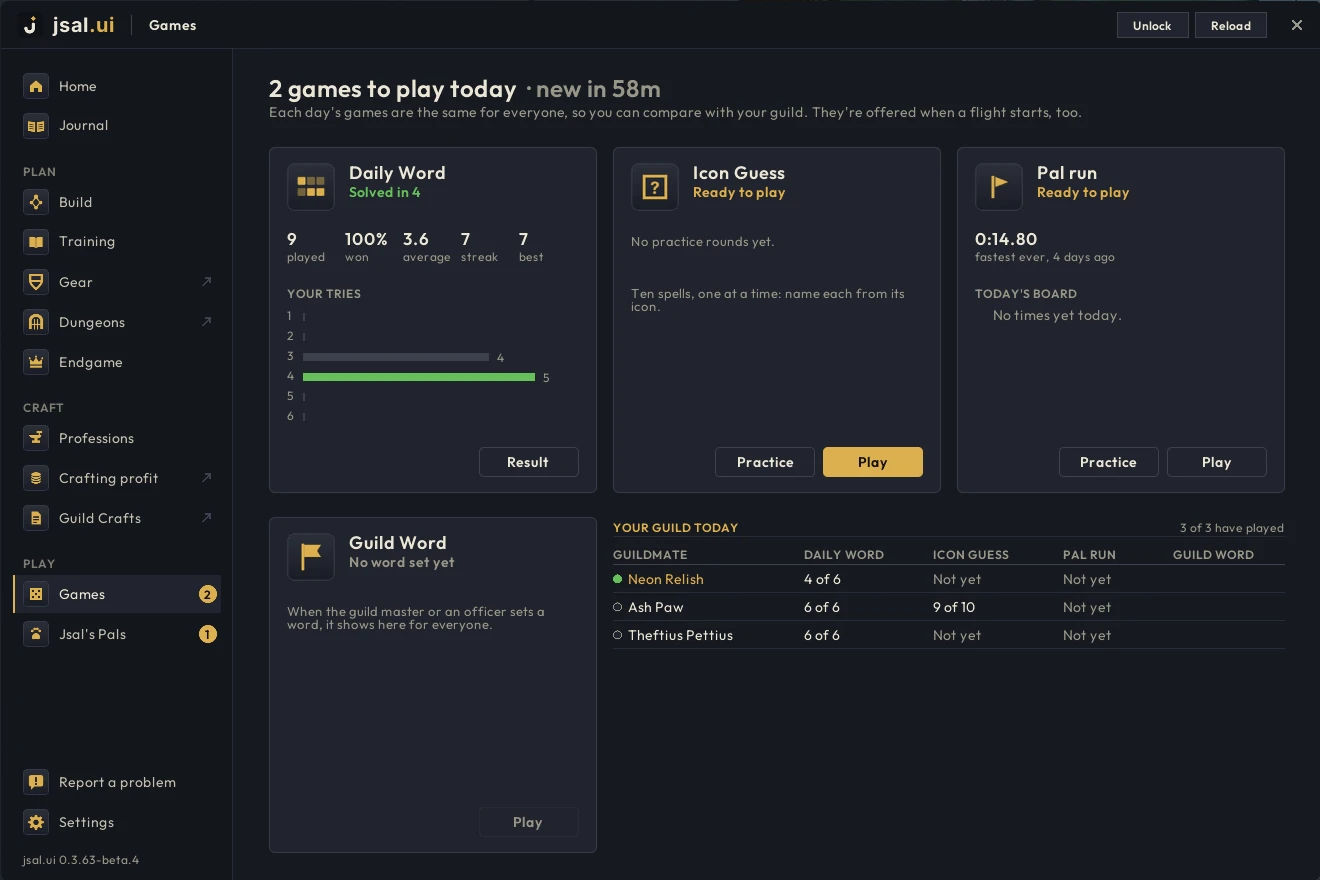 jsal.ui
Games
Unlock
Reload
Home
Journal
PLAN
Build
Training
Gear
Dungeons
Endgame
CRAFT
Professions
Crafting profit
Guild Crafts
PLAY
Games
2
Jsal's Pals
1
Report a problem
Settings
jsal.ui 0.3.63-beta.4
2 games to play today · new in 58m
Each day's games are the same for everyone, so you can compare with your guild. They're offered when a flight starts, too.
Daily Word
Solved in 4
9 100% 3.6 7 7
played won average streak best
YOUR TRIES
1
2
3 4
4 5
5
6
Result
?
Icon Guess
Ready to play
No practice rounds yet.
Ten spells, one at a time: name each from its
icon.
Practice
Play
Pal run
Ready to play
0:14.80
fastest ever, 4 days ago
TODAY'S BOARD
No times yet today.
Practice
Play
Guild Word
No word set yet
When the guild master or an officer sets a
word, it shows here for everyone.
Play
YOUR GUILD TODAY 3 of 3 have played
GUILDMATE DAILY WORD ICON GUESS PAL RUN GUILD WORD
Neon Relish 4 of 6 Not yet Not yet
Ash Paw 6 of 6 9 of 10 Not yet
Theftius Pettius 6 of 6 Not yet Not yet